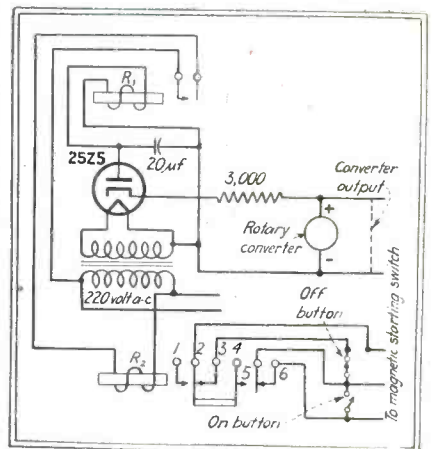 R₁
25Z5
20μf
3,000
Converter
output
+
Rotary
converter
-
220 volt a-c
Off
button
R₂
1 2 3 4 5 6
On button
To magnetic starting switch